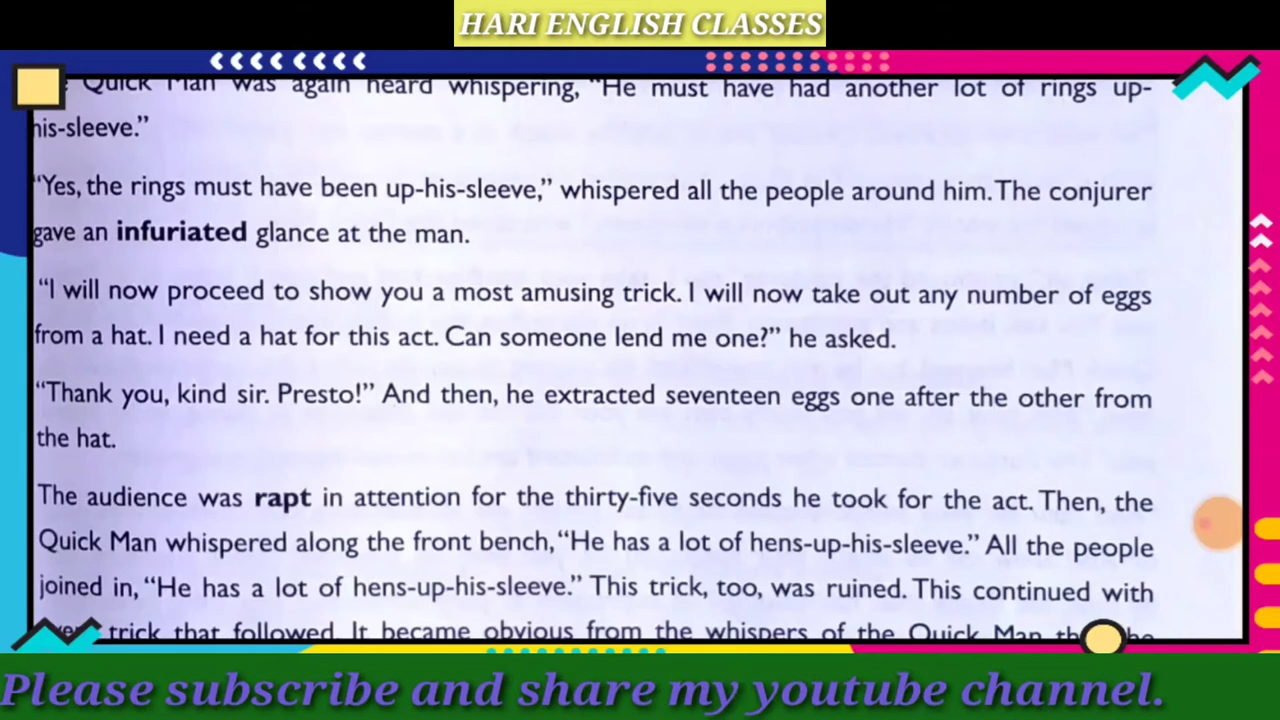 HARI ENGLISH CLASSES
Quick Man was again heard whispering, “He must have had another lot of rings up-
his-sleeve.”
“Yes, the rings must have been up-his-sleeve,” whispered all the people around him. The conjurer
gave an infuriated glance at the man.
“I will now proceed to show you a most amusing trick. I will now take out any number of eggs
from a hat. I need a hat for this act. Can someone lend me one?” he asked.
“Thank you, kind sir. Presto!” And then, he extracted seventeen eggs one after the other from
the hat.
The audience was rapt in attention for the thirty-five seconds he took for the act. Then, the
Quick Man whispered along the front bench, “He has a lot of hens-up-his-sleeve.” All the people
joined in, “He has a lot of hens-up-his-sleeve.” This trick, too, was ruined. This continued with
trick that followed. It became obvious from the whispers of the Quick Man
Please subscribe and share my youtube channel.